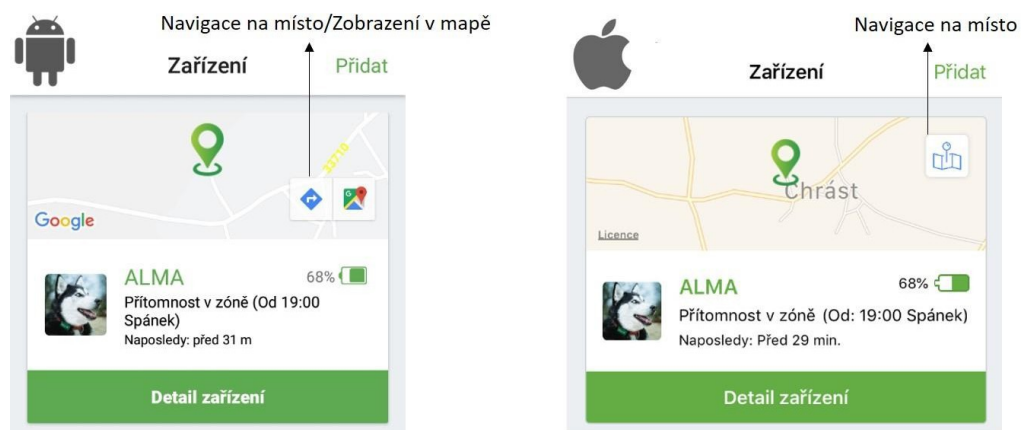 Navigace na místo/Zobrazení v mapě
Zařízení
Přidat
33710
Google
ALMA
68%
Přítomnost v zóně (Od 19:00
Spánek)
Naposledy: před 31 m
Detail zařízení
Navigace na místo
Zařízení
Přidat
Chrást
Licence
ALMA
68%
Přítomnost v zóně (Od: 19:00 Spánek)
Naposledy: Před 29 min.
Detail zařízení